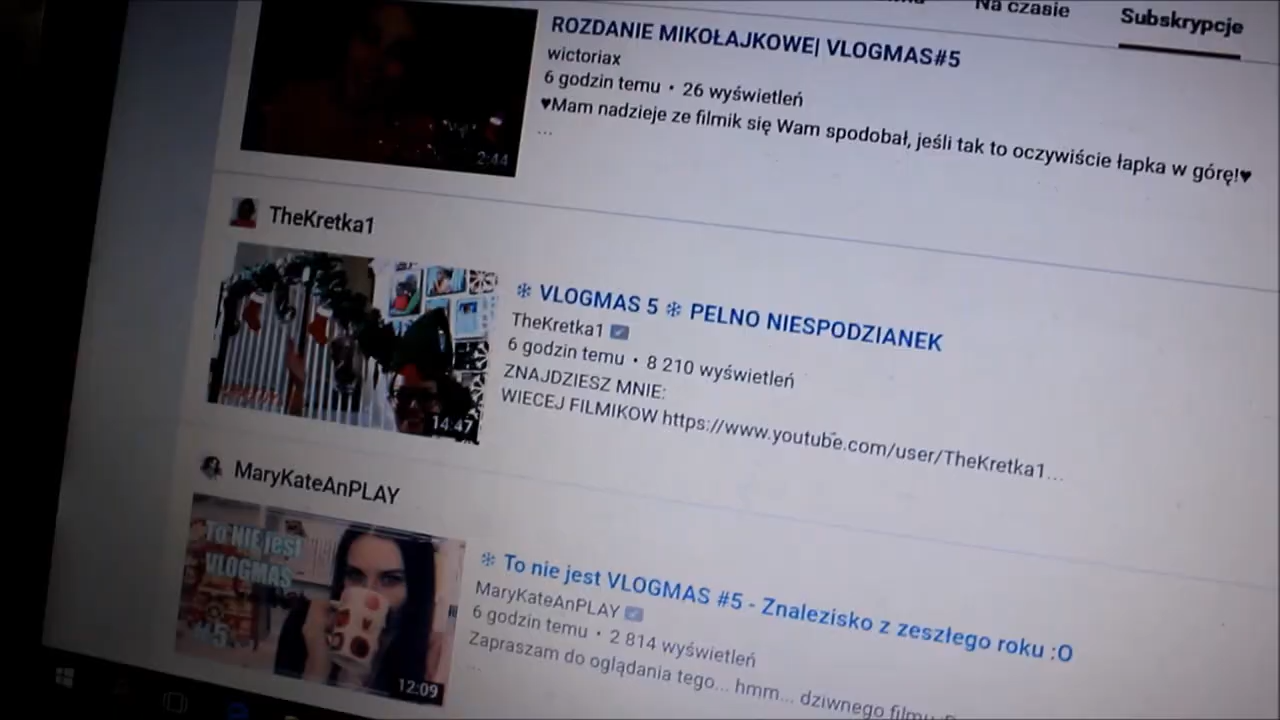 Na czasie
Subskrypcje
ROZDANIE MIKOŁAJKOWE| VLOGMAS#5
wictoriax
6 godzin temu • 26 wyświetleń
♥Mam nadzieje ze filmik się Wam spodobał, jeśli tak to oczywiście łapka w górę!♥
...
2:44
TheKretka1
❄ VLOGMAS 5 ❄ PELNO NIESPODZIANEK
TheKretka1
6 godzin temu • 8 210 wyświetleń
ZNAJDZIESZ MNIE:
WIECEJ FILMIKOW https://www.youtube.com/user/TheKretka1...
14:47
MaryKateAnPLAY
To NIE jest
VLOGMAS
#5
12:09
❄ To nie jest VLOGMAS #5 - Znalezisko z zeszłego roku :O
MaryKateAnPLAY
6 godzin temu • 2 814 wyświetleń
Zapraszam do oglądania tego... hmm... dziwnego filmu
...